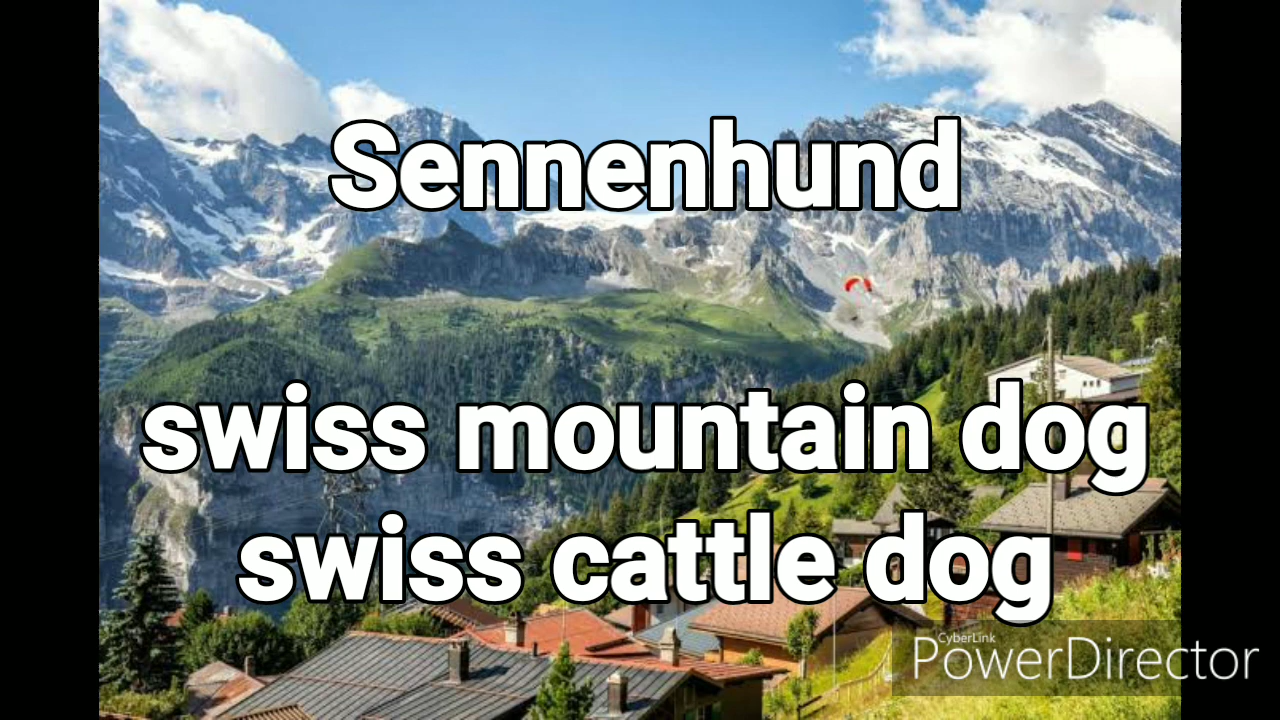 Sennenhund
swiss mountain dog
swiss cattle dog
CyberLink
PowerDirector